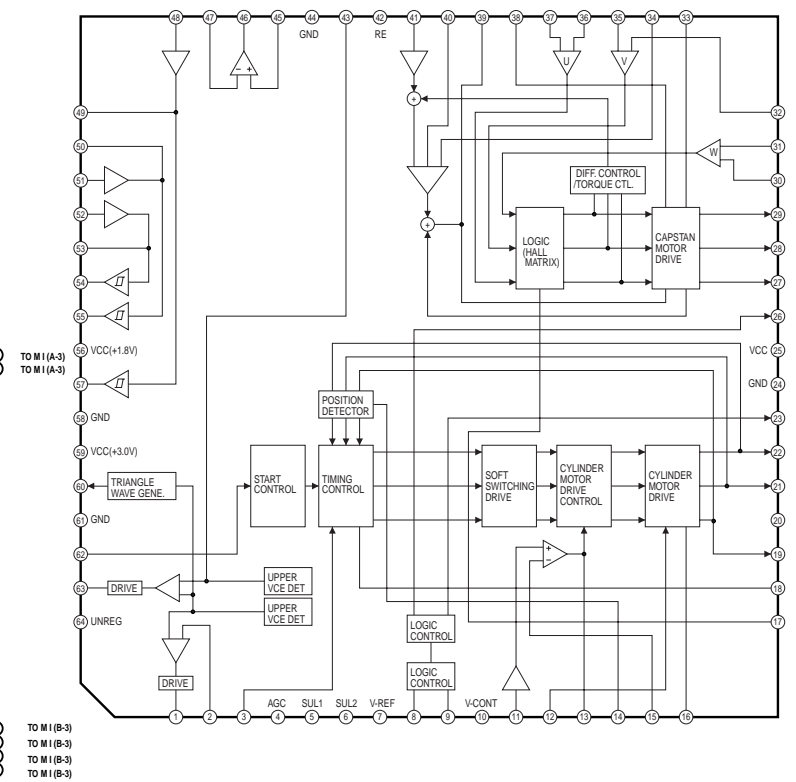 48 47 46 45 44 43 42 41 40 39 38 37 36 35 34 33
GND RE
U V
- +
+
49
32
50
31
W
51
30
DIFF. CONTROL
/TORQUE CTL.
52
29
LOGIC
(HALL
MATRIX)
CAPSTAN
MOTOR
DRIVE
+
53
28
54
27
55
26
TO M I (A-3)
TO M I (A-3)
56 VCC(+1.8V)
VCC 25
57
GND 24
POSITION
DETECTOR
58 GND
23
59 VCC(+3.0V)
22
60
TRIANGLE
WAVE GENE.
START
CONTROL
TIMING
CONTROL
SOFT
SWITCHING
DRIVE
CYLINDER
MOTOR
DRIVE
CONTROL
CYLINDER
MOTOR
DRIVE
21
61 GND
20
62
19
+
-
63
DRIVE
UPPER
VCE DET
18
UPPER
VCE DET
64 UNREG
17
LOGIC
CONTROL
LOGIC
CONTROL
DRIVE
AGC SUL1 SUL2 V-REF V-CONT
1 2 3 4 5 6 7 8 9 10 11 12 13 14 15 16
TO M I (B-3)
TO M I (B-3)
TO M I (B-3)
TO M I (B-3)